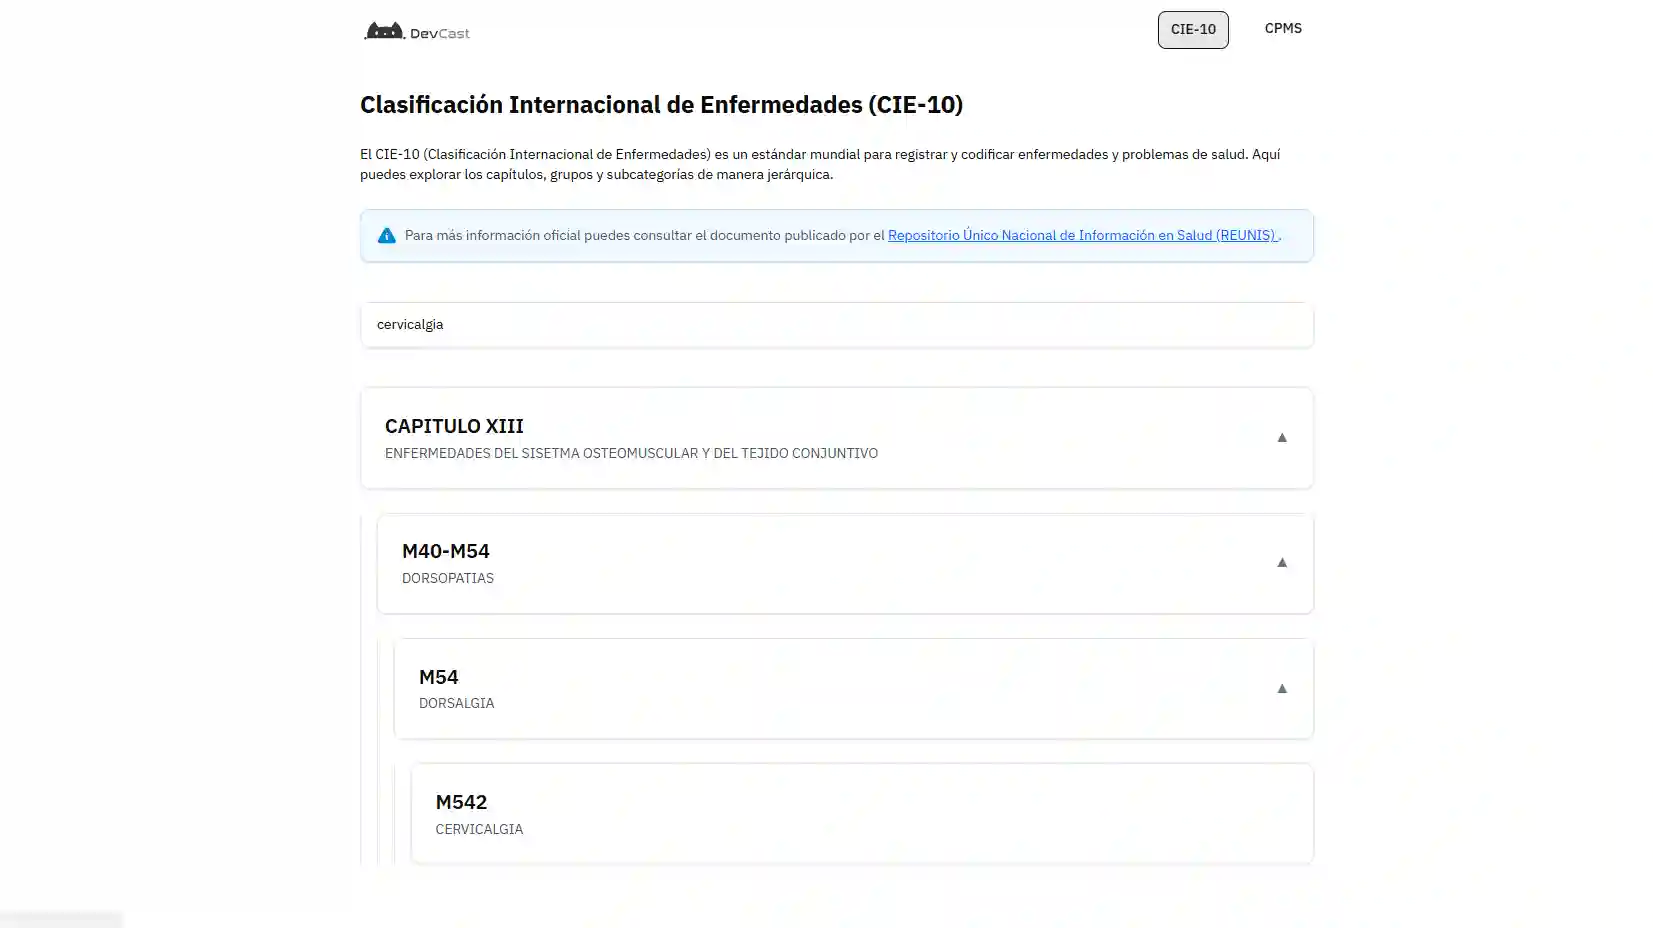 DevCast
CIE-10
CPMS
Clasificación Internacional de Enfermedades (CIE-10)
El CIE-10 (Clasificación Internacional de Enfermedades) es un estándar mundial para registrar y codificar enfermedades y problemas de salud. Aquí
puedes explorar los capítulos, grupos y subcategorías de manera jerárquica.
Para más información oficial puedes consultar el documento publicado por el Repositorio Único Nacional de Información en Salud (REUNIS) .
cervicalgia
CAPITULO XIII
ENFERMEDADES DEL SISETMA OSTEOMUSCULAR Y DEL TEJIDO CONJUNTIVO
M40-M54
DORSOPATIAS
M54
DORSALGIA
M542
CERVICALGIA